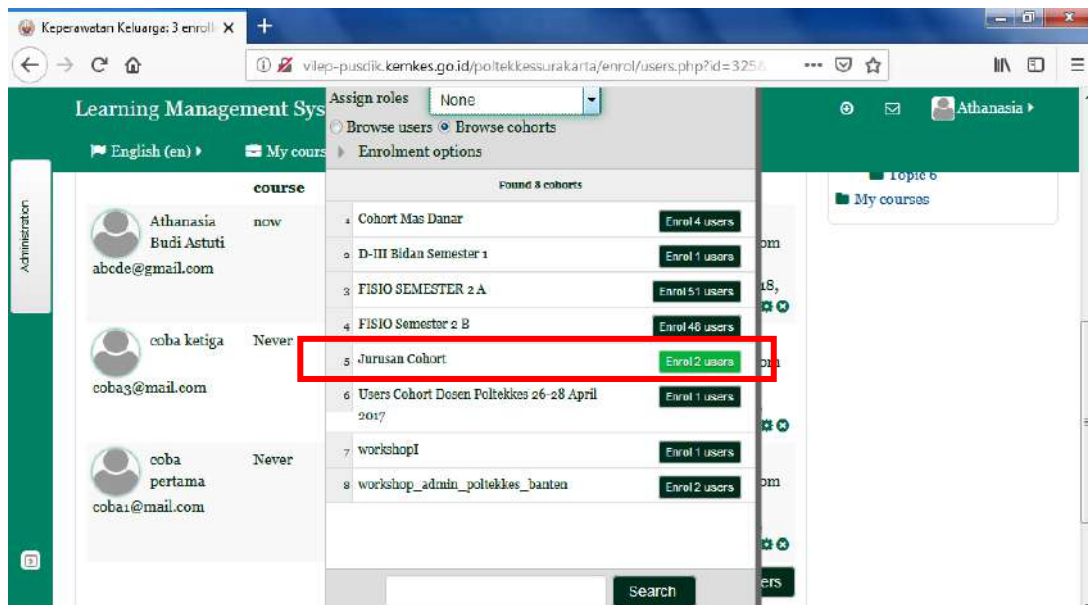 Keperawatan Keluarga: 3 enroll
vilep-pusdik.kemkes.go.id/poltekkessurakarta/enrol/users.php?id=325
Learning Management Sys
Athanasia
English (en)
My cours
Administration
Assign roles
None
Browse users
Browse cohorts
Enrolment options
Found 8 cohorts
1 Cohort Mas Danar Enrol 4 users
2 D-III Bidan Semester 1 Enrol 1 users
3 FISIO SEMESTER 2 A Enrol 51 users
4 FISIO Semester 2 B Enrol 48 users
5 Jurusan Cohort Enrol 2 users
6 Users Cohort Dosen Poltekkes 26-28 April
2017
Enrol 1 users
7 workshopI Enrol 1 users
8 workshop_admin_poltekkes_banten Enrol 2 users
Search
course
Athanasia
Budi Astuti
now
abcde@gmail.com
coba ketiga
Never
coba3@mail.com
coba
pertama
Never
coba1@mail.com
om
18,
om
om
ers
Topic 6
My courses